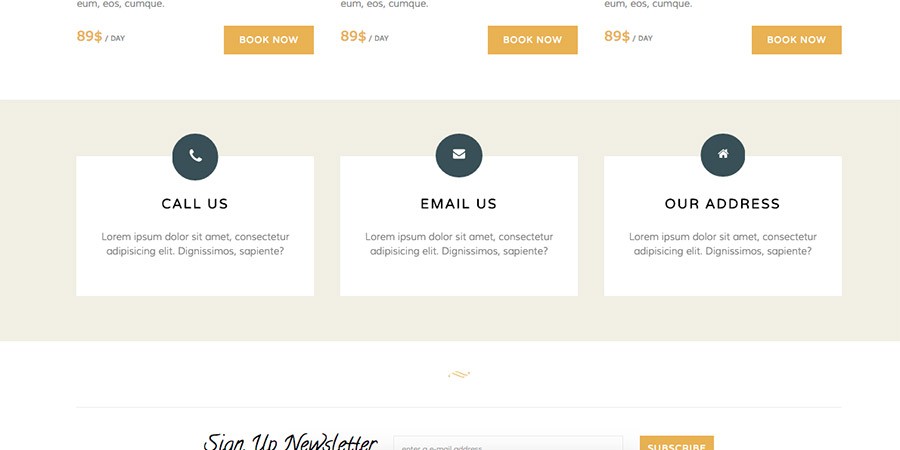 eum, eos, cumque.
eum, eos, cumque.
eum, eos, cumque.
89$ / DAY
BOOK NOW
89$ / DAY
BOOK NOW
89$ / DAY
BOOK NOW
CALL US
Lorem ipsum dolor sit amet, consectetur
adipisicing elit. Dignissimos, sapiente?
EMAIL US
Lorem ipsum dolor sit amet, consectetur
adipisicing elit. Dignissimos, sapiente?
OUR ADDRESS
Lorem ipsum dolor sit amet, consectetur
adipisicing elit. Dignissimos, sapiente?
Sign Up Newsletter
enter a e-mail address
SUBSCRIBE